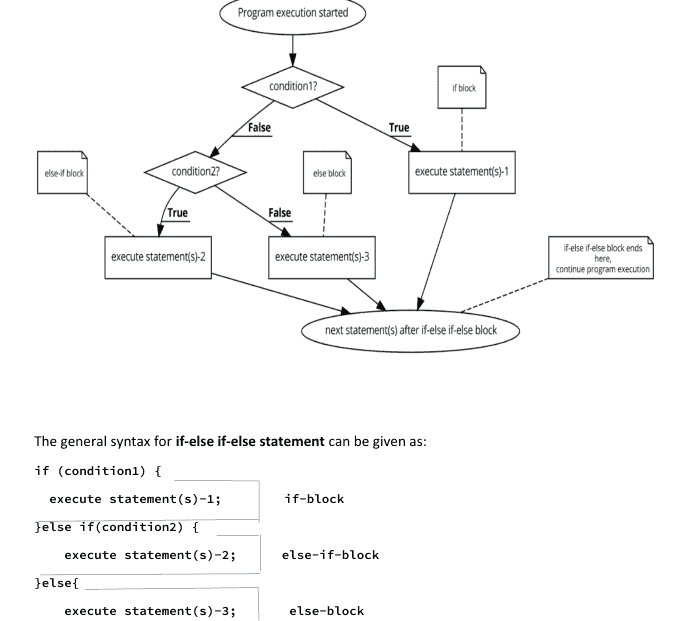 Program execution started
condition1?
if block
False
True
else-if block
condition2?
else block
execute statement(s)-1
True
False
execute statement(s)-2
execute statement(s)-3
if-else if-else block ends
here,
continue program execution
next statement(s) after if-else if-else block
The general syntax for if-else if-else statement can be given as:
if (condition1) {
execute statement(s)-1; if-block
}else if(condition2) {
execute statement(s)-2; else-if-block
}else{
execute statement(s)-3; else-block